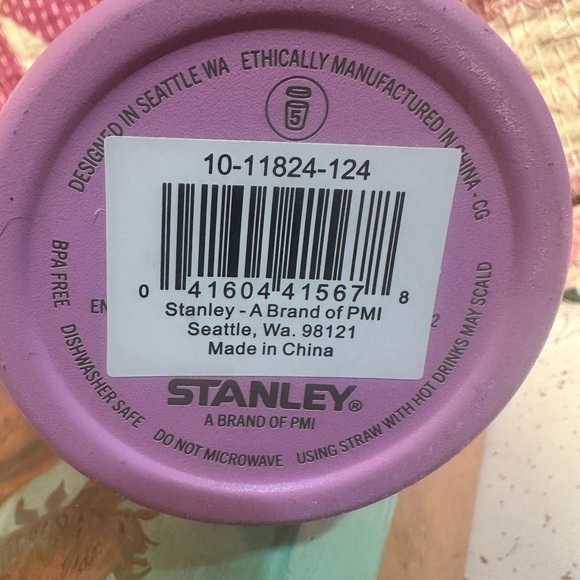 DESIGNED IN SEATTLE WA ETHICALLY MANUFACTURED IN CHINA - CG
5
10-11824-124
0 41604 41567 8
Stanley - A Brand of PMI
Seattle, Wa. 98121
Made in China
EN
2
STANLEY®
A BRAND OF PMI
BPA FREE DISHWASHER SAFE DO NOT MICROWAVE USING STRAW WITH HOT DRINKS MAY SCALD